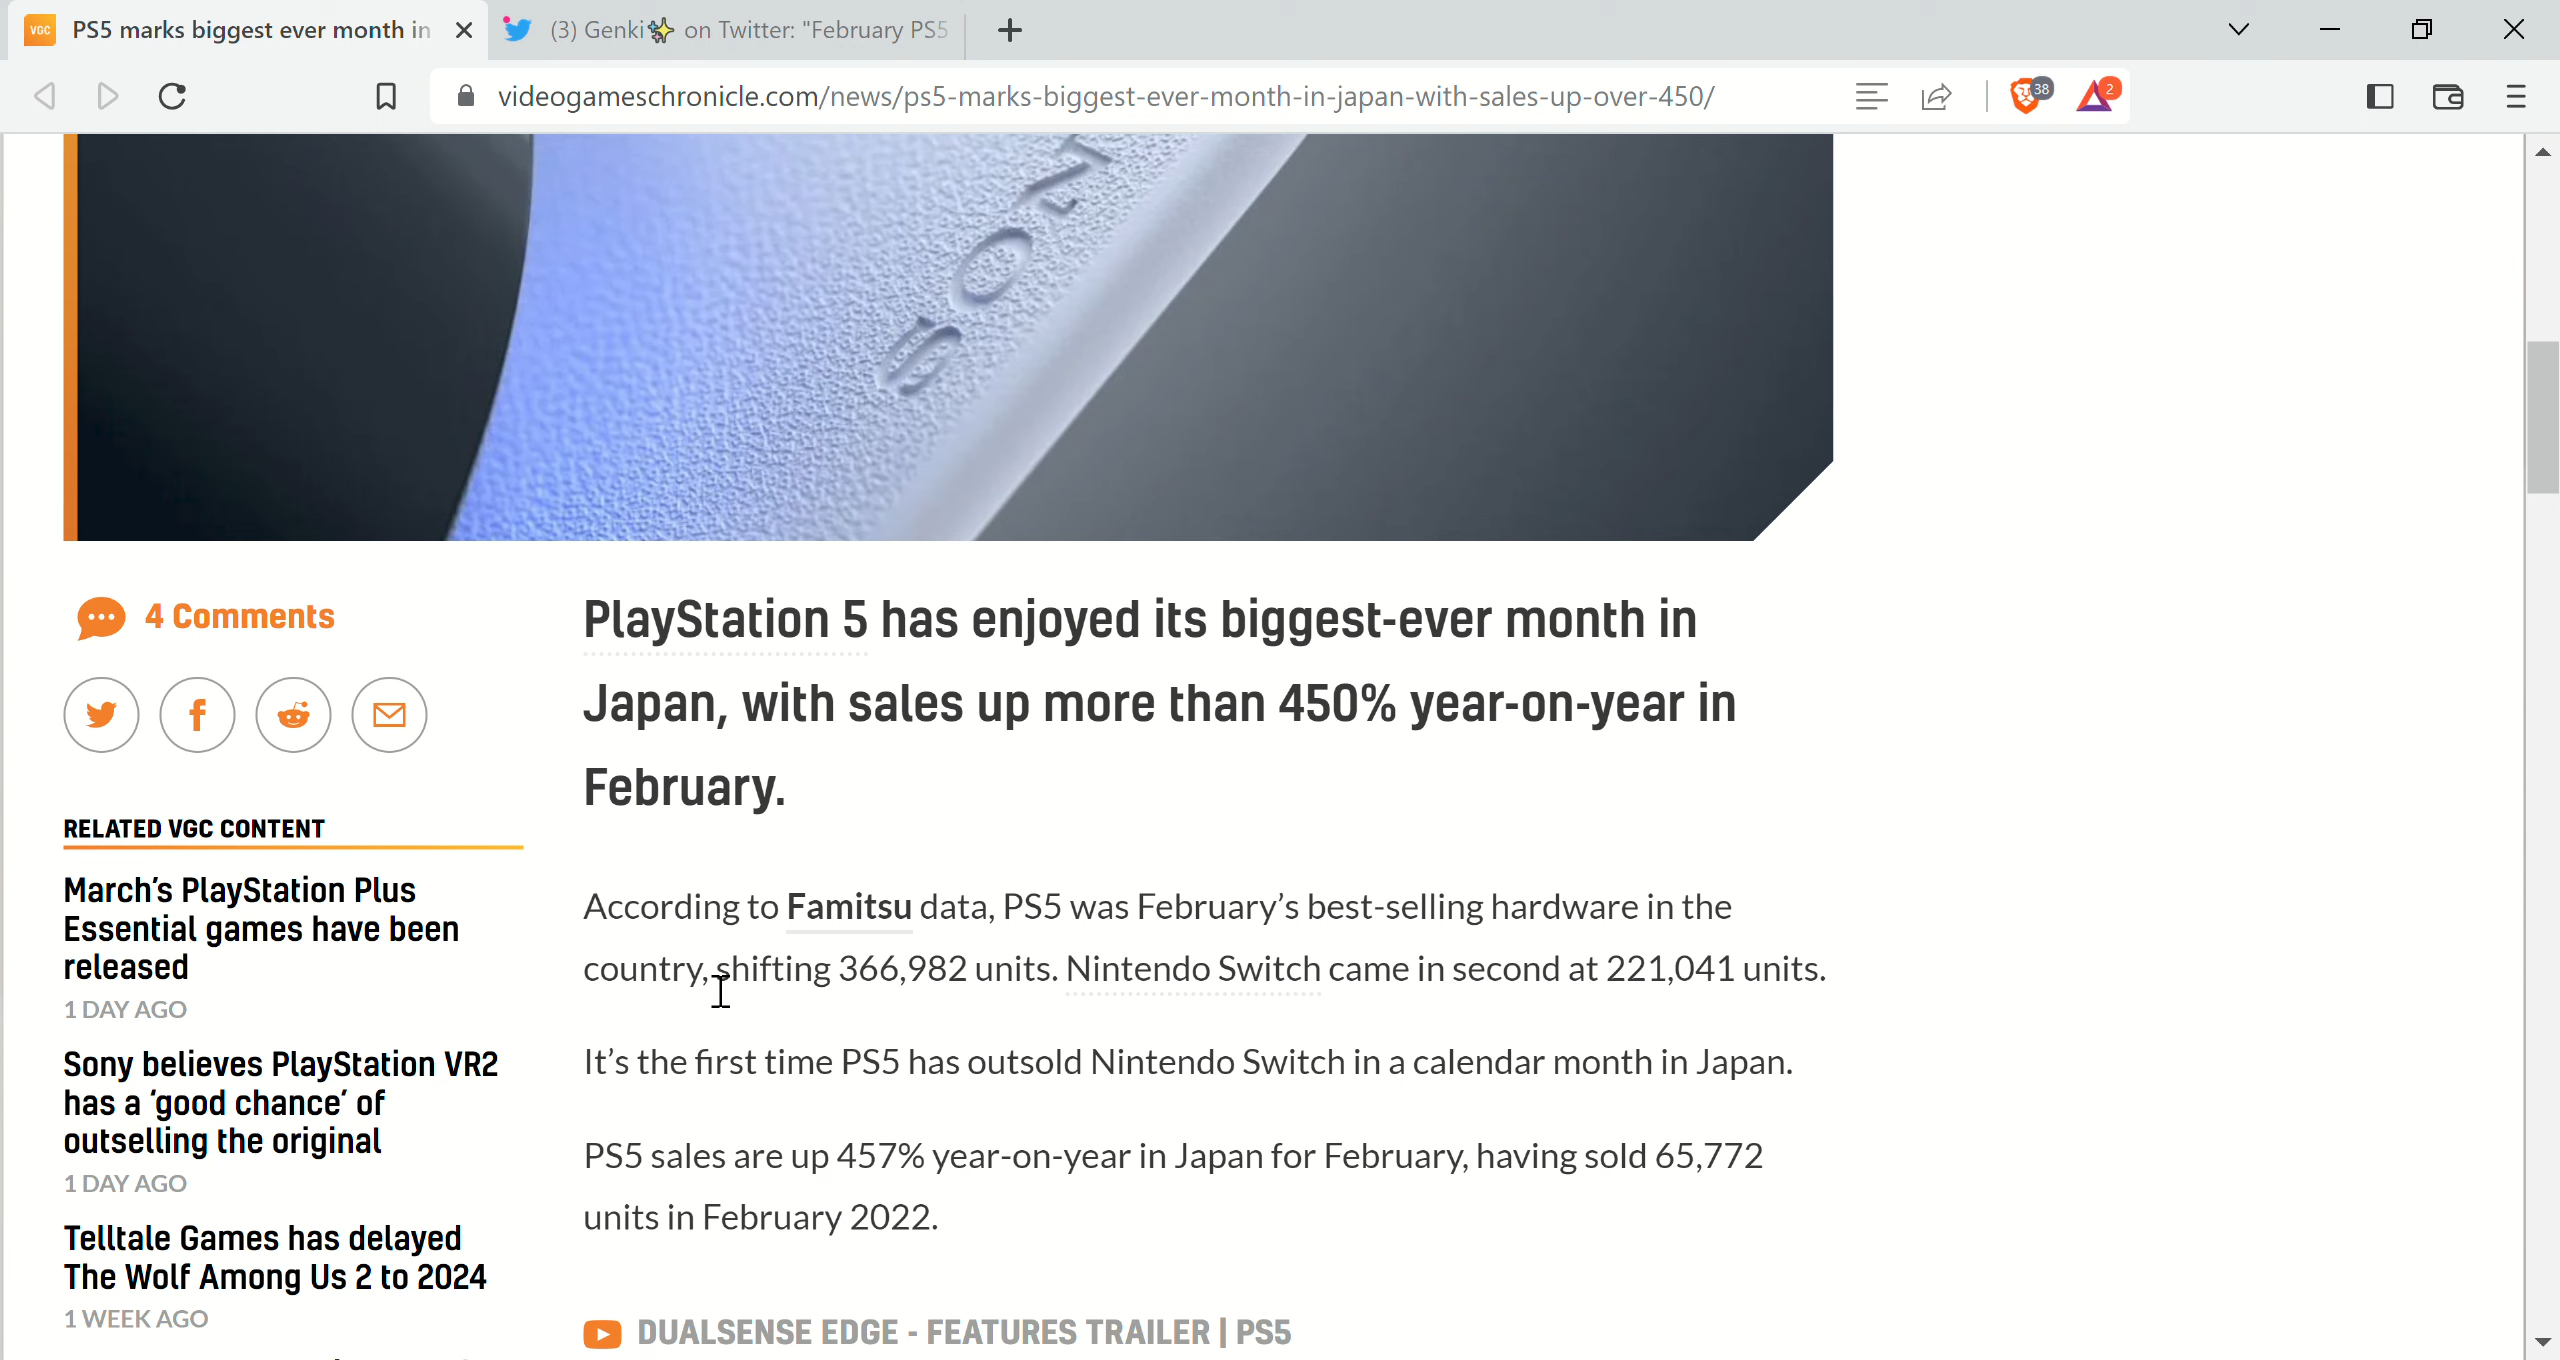 VGC PS5 marks biggest ever month in
(3) Genki✨ on Twitter: "February PS5
videogameschronicle.com/news/ps5-marks-biggest-ever-month-in-japan-with-sales-up-over-450/
38
2
SON
4 Comments
RELATED VGC CONTENT
March's PlayStation Plus
Essential games have been
released
1 DAY AGO
Sony believes PlayStation VR2
has a 'good chance' of
outselling the original
1 DAY AGO
Telltale Games has delayed
The Wolf Among Us 2 to 2024
1 WEEK AGO
PlayStation 5 has enjoyed its biggest-ever month in
Japan, with sales up more than 450% year-on-year in
February.
According to Famitsu data, PS5 was February's best-selling hardware in the
country, shifting 366,982 units. Nintendo Switch came in second at 221,041 units.
It's the first time PS5 has outsold Nintendo Switch in a calendar month in Japan.
PS5 sales are up 457% year-on-year in Japan for February, having sold 65,772
units in February 2022.
DUALSENSE EDGE - FEATURES TRAILER | PS5